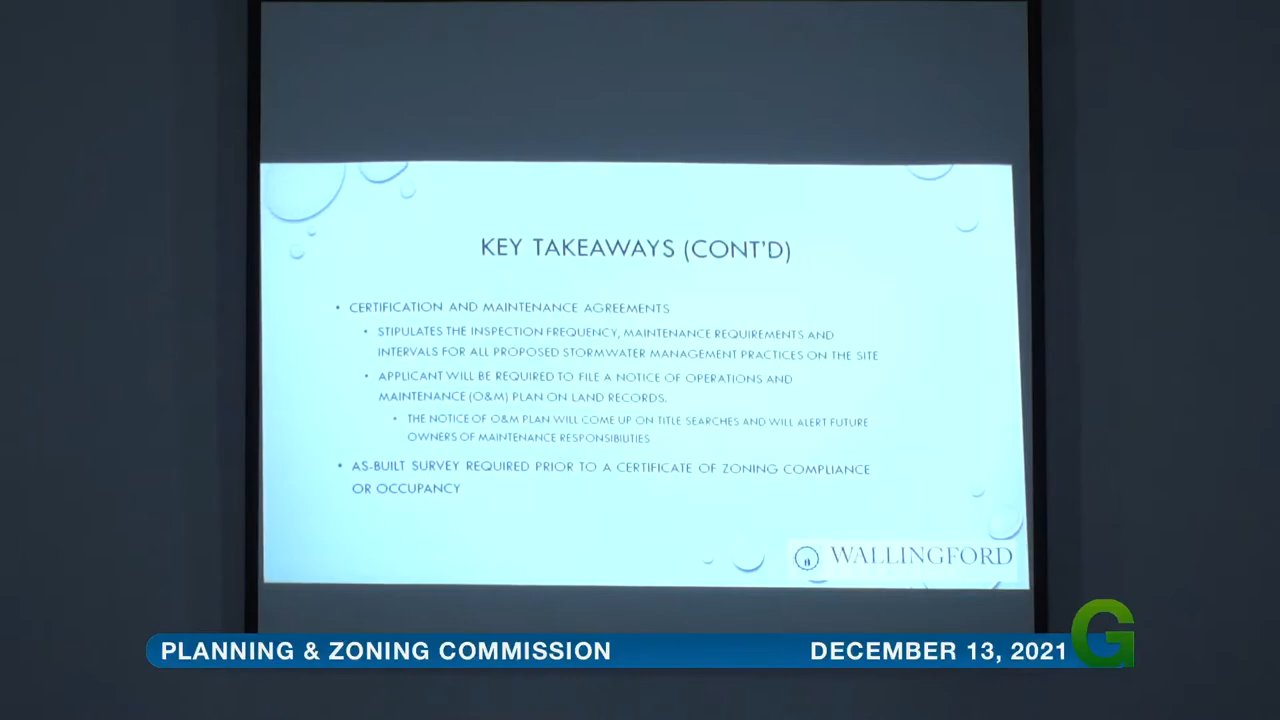 KEY TAKEAWAYS (CONT'D)
• CERTIFICATION AND MAINTENANCE AGREEMENTS
• STIPULATES THE INSPECTION FREQUENCY, MAINTENANCE REQUIREMENTS AND
INTERVALS FOR ALL PROPOSED STORMWATER MANAGEMENT PRACTICES ON THE SITE
• APPLICANT WILL BE REQUIRED TO FILE A NOTICE OF OPERATIONS AND
MAINTENANCE (O&M) PLAN ON LAND RECORDS.
• THE NOTICE OF O&M PLAN WILL COME UP ON TITLE SEARCHES AND WILL ALERT FUTURE
OWNERS OF MAINTENANCE RESPONSIBILITIES
• AS-BUILT SURVEY REQUIRED PRIOR TO A CERTIFICATE OF ZONING COMPLIANCE
OR OCCUPANCY
WALLINGFORD
PLANNING & ZONING COMMISSION
DECEMBER 13, 2021
G